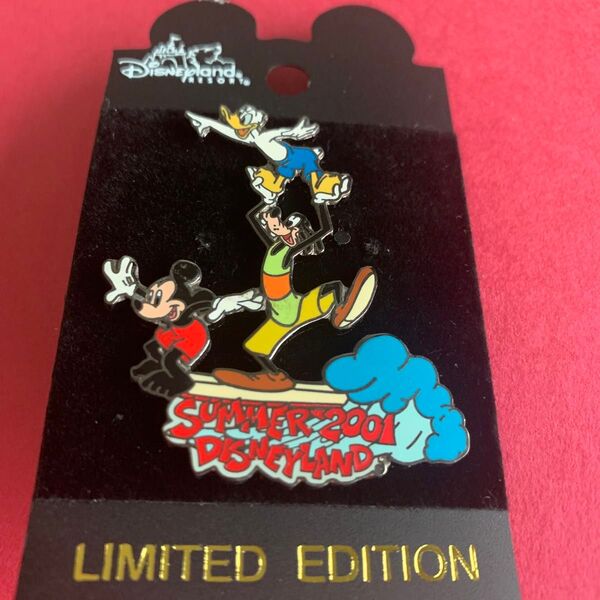 Disneyland®
RESORT
SUMMER 2001
DISNEYLAND
LIMITED EDITION